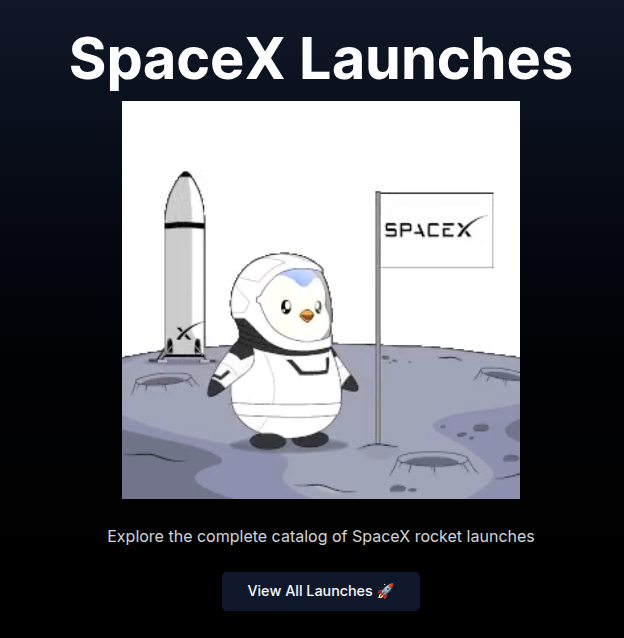 SpaceX Launches
SPACEX
X
Explore the complete catalog of SpaceX rocket launches
View All Launches 🚀